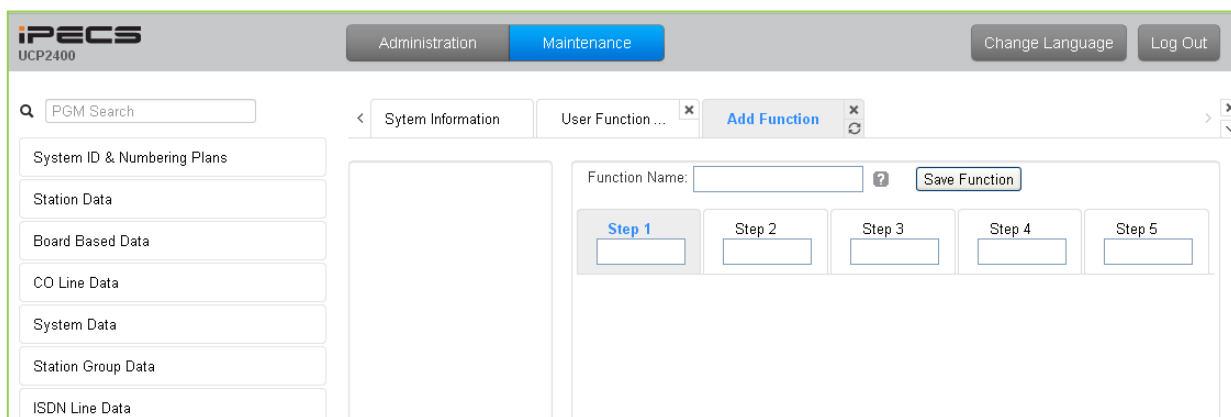 iPECS
UCP2400
Administration
Maintenance
Change Language
Log Out
PGM Search
Sytem Information
User Function ...
Add Function
System ID & Numbering Plans
Station Data
Board Based Data
CO Line Data
System Data
Station Group Data
ISDN Line Data
Function Name:
?
Save Function
Step 1
Step 2
Step 3
Step 4
Step 5